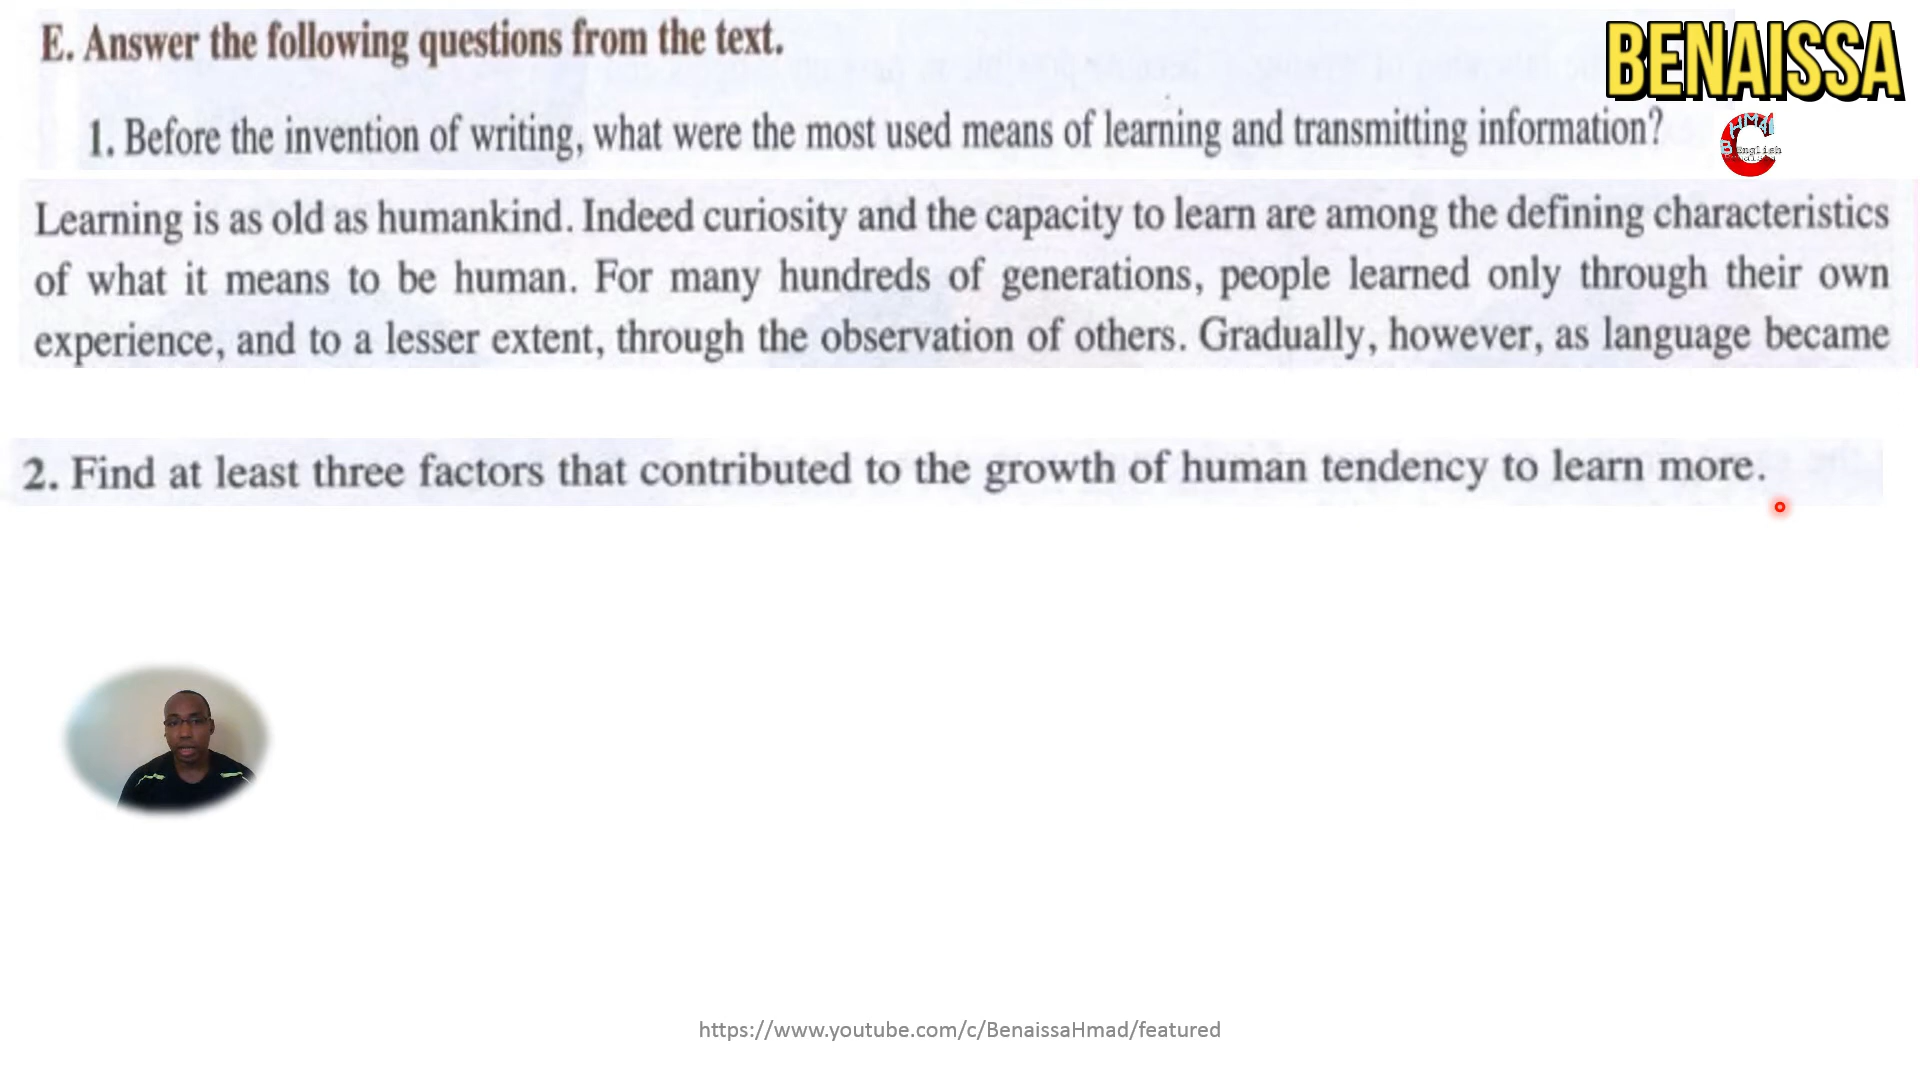 E. Answer the following questions from the text.
BENAISSA
1. Before the invention of writing, what were the most used means of learning and transmitting information?
HMAD
B English
Learning is as old as humankind. Indeed curiosity and the capacity to learn are among the defining characteristics
of what it means to be human. For many hundreds of generations, people learned only through their own
experience, and to a lesser extent, through the observation of others. Gradually, however, as language became
2. Find at least three factors that contributed to the growth of human tendency to learn more.
https://www.youtube.com/c/BenaissaHmad/featured